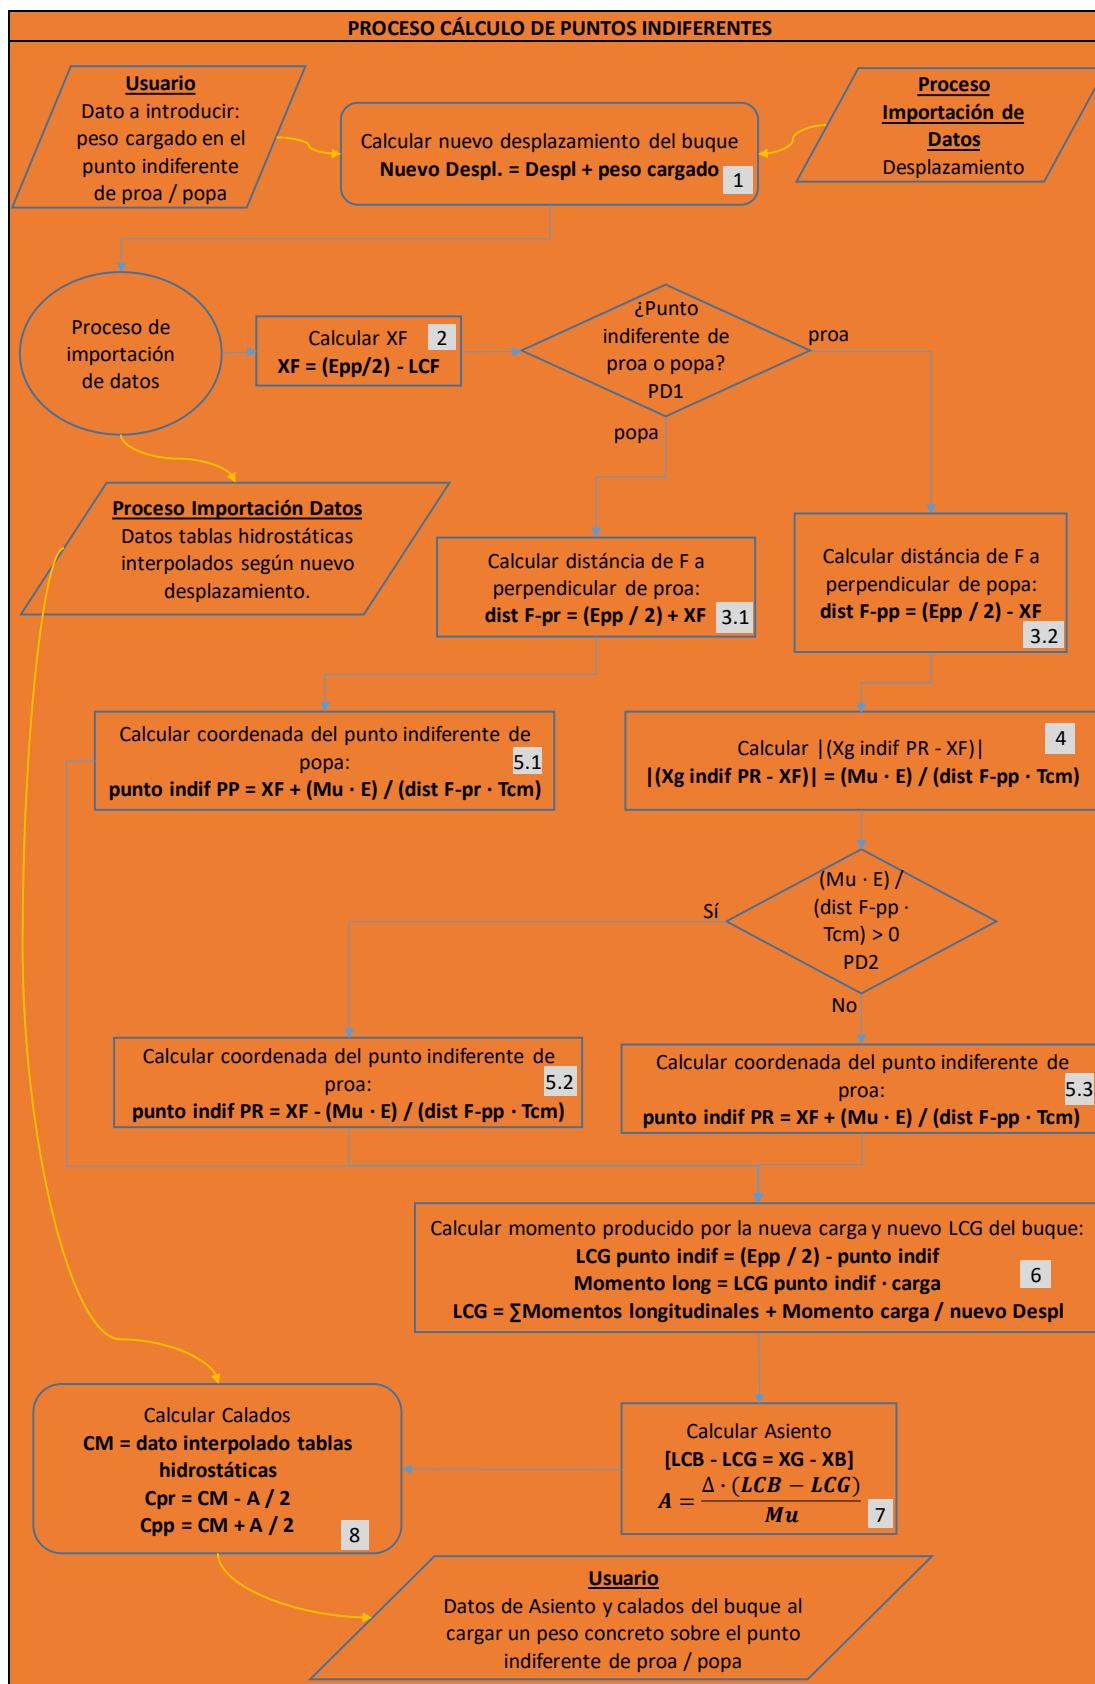 PROCESO CÁLCULO DE PUNTOS INDIFERENTES
Usuario
Dato a introducir:
peso cargado en el
punto indiferente
de proa / popa
Calcular nuevo desplazamiento del buque
Nuevo Despl. = Despl + peso cargado
1
Proceso
Importación de
Datos
Desplazamiento
Proceso de
importación
de datos
Calcular XF
2
XF = (Epp/2) - LCF
¿Punto
indiferente de
proa o popa?
PD1
proa
popa
Proceso Importación Datos
Datos tablas hidrostáticas
interpolados según nuevo
desplazamiento.
Calcular distáncia de F a
perpendicular de proa:
dist F-pr = (Epp / 2) + XF
3.1
Calcular distáncia de F a
perpendicular de popa:
dist F-pp = (Epp / 2) - XF
3.2
Calcular coordenada del punto indiferente de
popa:
5.1
punto indif PP = XF + (Mu · E) / (dist F-pr · Tcm)
4
Calcular |(Xg indif PR - XF)|
|(Xg indif PR - XF)| = (Mu · E) / (dist F-pp · Tcm)
(Mu · E) /
(dist F-pp ·
Tcm) > 0
PD2
Sí
No
Calcular coordenada del punto indiferente de
proa:
5.2
punto indif PR = XF - (Mu · E) / (dist F-pp · Tcm)
Calcular coordenada del punto indiferente de
proa:
5.3
punto indif PR = XF + (Mu · E) / (dist F-pp · Tcm)
Calcular momento producido por la nueva carga y nuevo LCG del buque:
LCG punto indif = (Epp / 2) - punto indif
Momento long = LCG punto indif · carga
6
LCG = ∑Momentos longitudinales + Momento carga / nuevo Despl
Calcular Calados
CM = dato interpolado tablas
hidrostáticas
Cpr = CM - A / 2
Cpp = CM + A / 2
8
Calcular Asiento
[LCB - LCG = XG - XB]
A = Δ · (LCB − LCG) / Mu
7
Usuario
Datos de Asiento y calados del buque al
cargar un peso concreto sobre el punto
indiferente de proa / popa